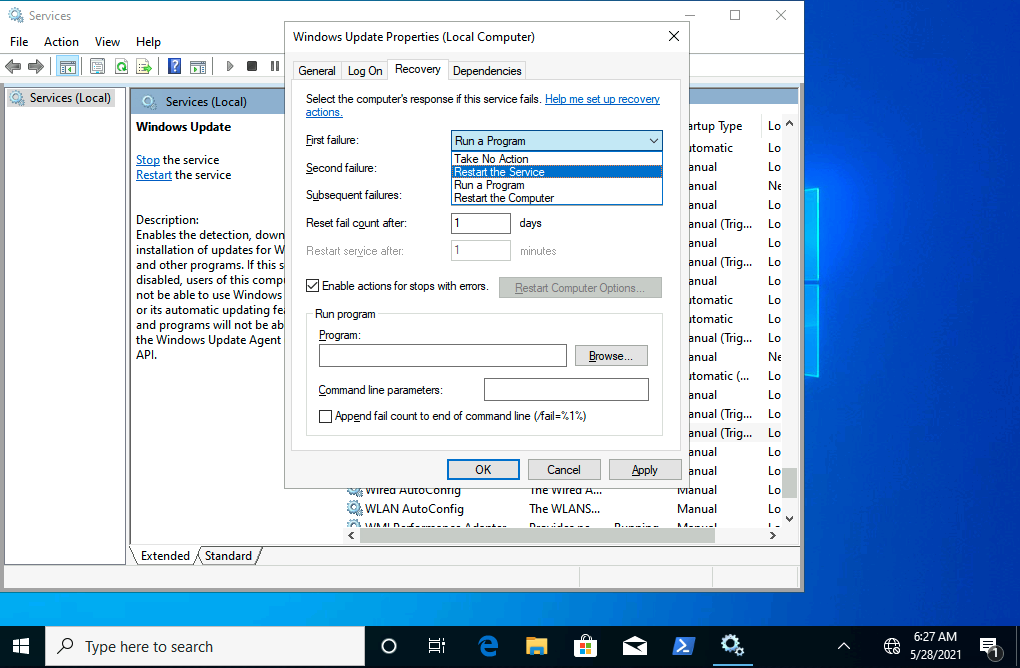 Services
File Action View Help
Services (Local)
Services (Local)
Windows Update
Stop the service
Restart the service
Description:
Enables the detection, down
installation of updates for W
and other programs. If this s
disabled, users of this compu
not be able to use Windows
or its automatic updating fea
and programs will not be ab
the Windows Update Agent
API.
Windows Update Properties (Local Computer)
General Log On Recovery Dependencies
Select the computer's response if this service fails. Help me set up recovery
actions.
First failure: Run a Program
Take No Action
Second failure: Restart the Service
Run a Program
Subsequent failures: Restart the Computer
Reset fail count after: 1 days
Restart service after: 1 minutes
Enable actions for stops with errors. Restart Computer Options...
Run program
Program:
Browse...
Command line parameters:
Append fail count to end of command line (/fail=%1%)
OK Cancel Apply
artup Type Lo
utomatic Lo
anual Lo
anual Ne
anual Lo
anual (Trig... Lo
anual Lo
anual (Trig... Lo
anual Lo
utomatic Lo
utomatic Lo
anual (Trig... Lo
anual Ne
utomatic (... Lo
anual Lo
anual (Trig... Lo
anual (Trig... Lo
anual Lo
anual Lo
Wired AutoConfig The Wired A... Manual Lo
WLAN AutoConfig The WLANS... Manual Lo
WMI Performance Adapter Provides pe... Running Manual Lo
Extended Standard
Type here to search
6:27 AM
5/28/2021
1